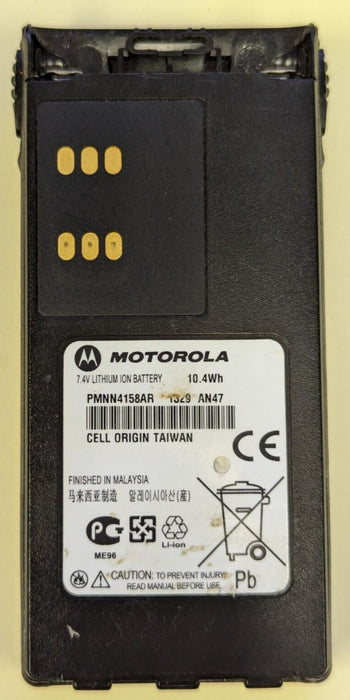 MOTOROLA
7.4V LITHIUM ION BATTERY 10.4Wh
PMNN4158AR 1329 AN47
CELL ORIGIN TAIWAN
CE
FINISHED IN MALAYSIA
马来西亚制造 말레이시아산(産)
PG
ME96
Li-ion
CAUTION: TO PREVENT INJURY,
READ MANUAL BEFORE USE.
Pb